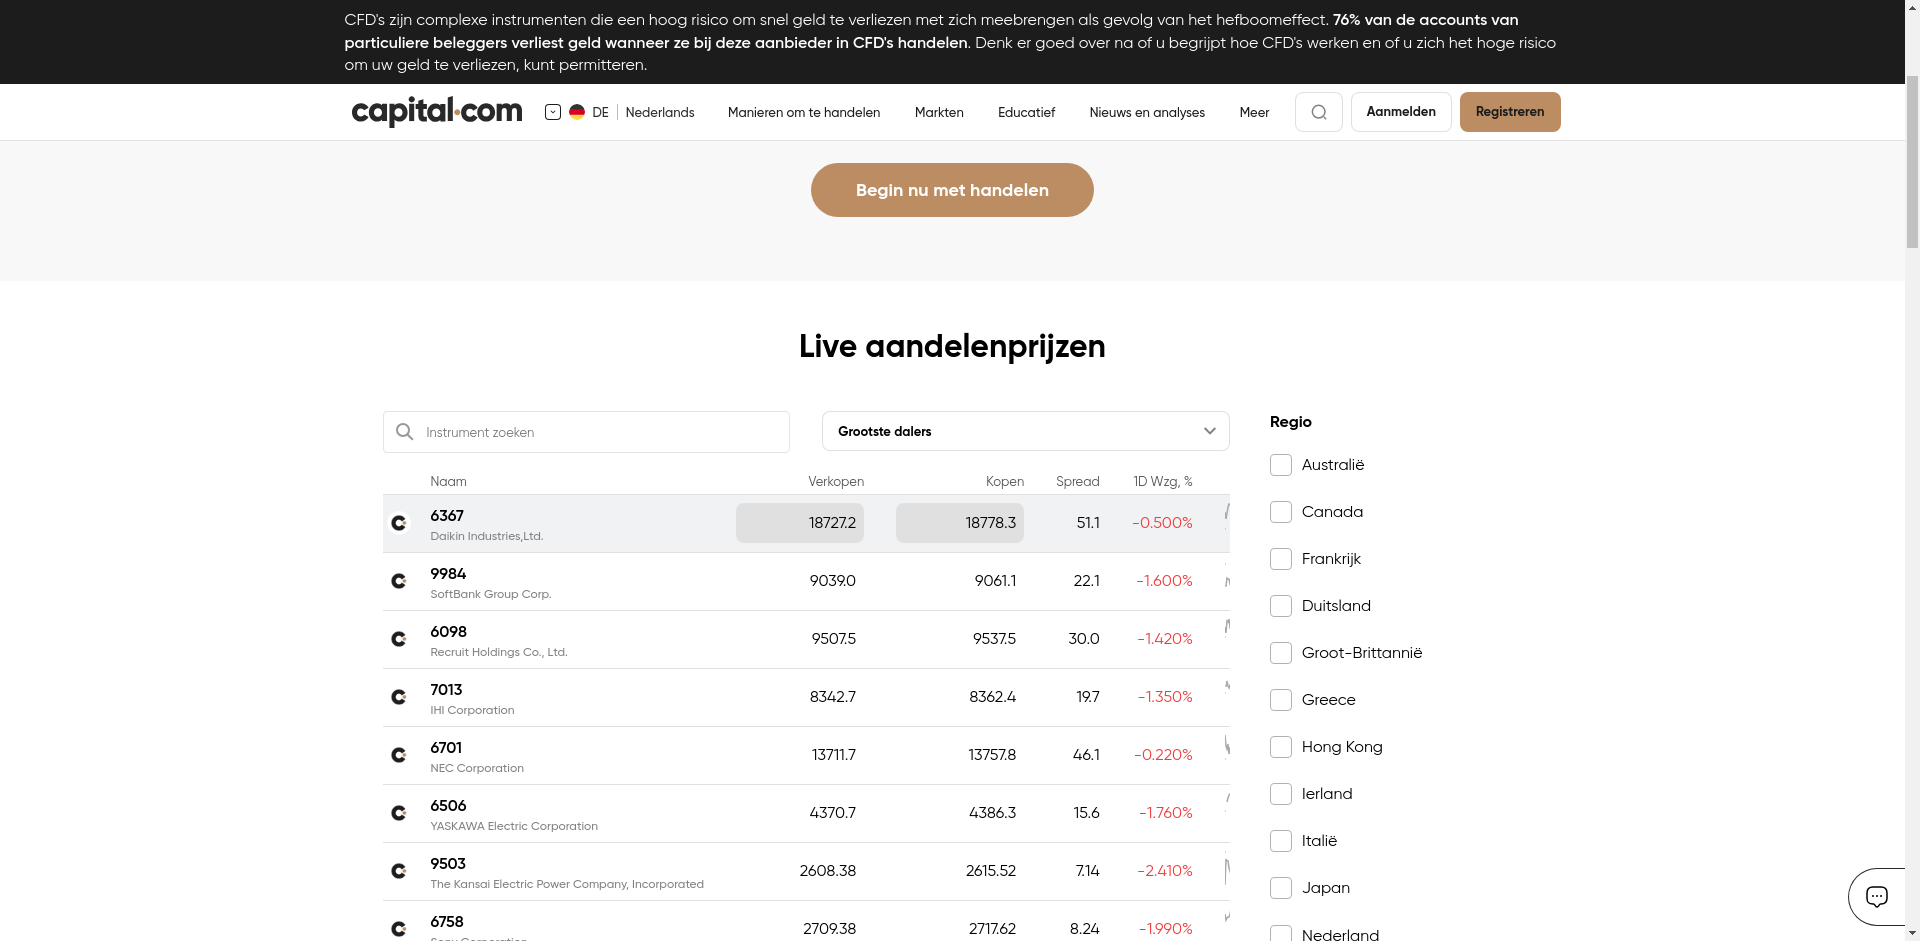 CFD's zijn complexe instrumenten die een hoog risico om snel geld te verliezen met zich meebrengen als gevolg van het hefboomeffect. 76% van de accounts van
particuliere beleggers verliest geld wanneer ze bij deze aanbieder in CFD's handelen. Denk er goed over na of u begrijpt hoe CFD's werken en of u zich het hoge risico
om uw geld te verliezen, kunt permitteren.
capital.com DE Nederlands Manieren om te handelen Markten Educatief Nieuws en analyses Meer Aanmelden Registreren
Begin nu met handelen
Live aandelenprijzen
Instrument zoeken
Grootste dalers
Naam Verkopen Kopen Spread 1D Wzg, %
6367 18727.2 18778.3 51.1 -0.500%
Daikin Industries,Ltd.
9984 9039.0 9061.1 22.1 -1.600%
SoftBank Group Corp.
6098 9507.5 9537.5 30.0 -1.420%
Recruit Holdings Co., Ltd.
7013 8342.7 8362.4 19.7 -1.350%
IHI Corporation
6701 13711.7 13757.8 46.1 -0.220%
NEC Corporation
6506 4370.7 4386.3 15.6 -1.760%
YASKAWA Electric Corporation
9503 2608.38 2615.52 7.14 -2.410%
The Kansai Electric Power Company, Incorporated
6758 2709.38 2717.62 8.24 -1.990%
Sony Corporation
Regio
Australië
Canada
Frankrijk
Duitsland
Groot-Brittannië
Greece
Hong Kong
Ierland
Italië
Japan
Nederland